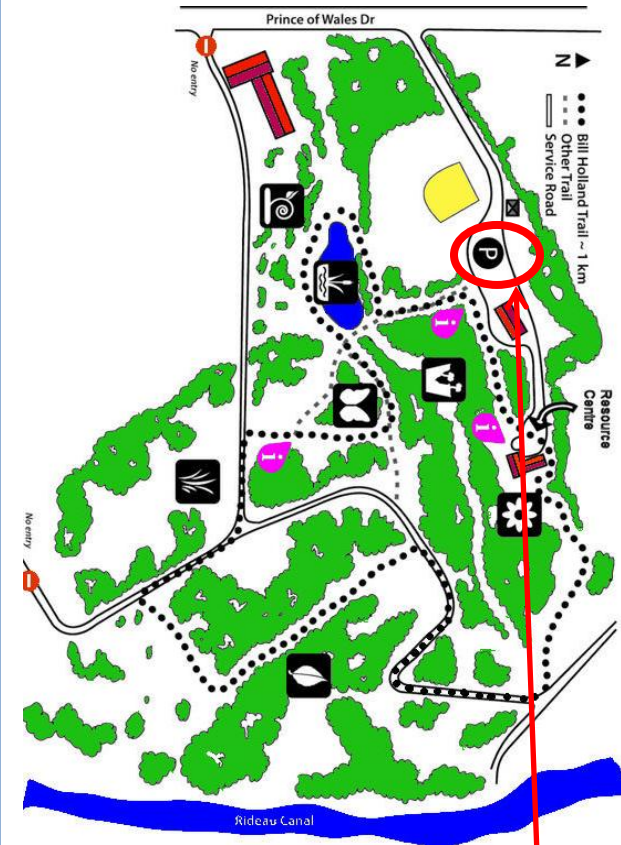 Prince of Wales Dr
No entry
N
Bill Holland Trail ~ 1 km
Other Trail
Service Road
P
Resource
Centre
i
i
i
No entry
Rideau Canal